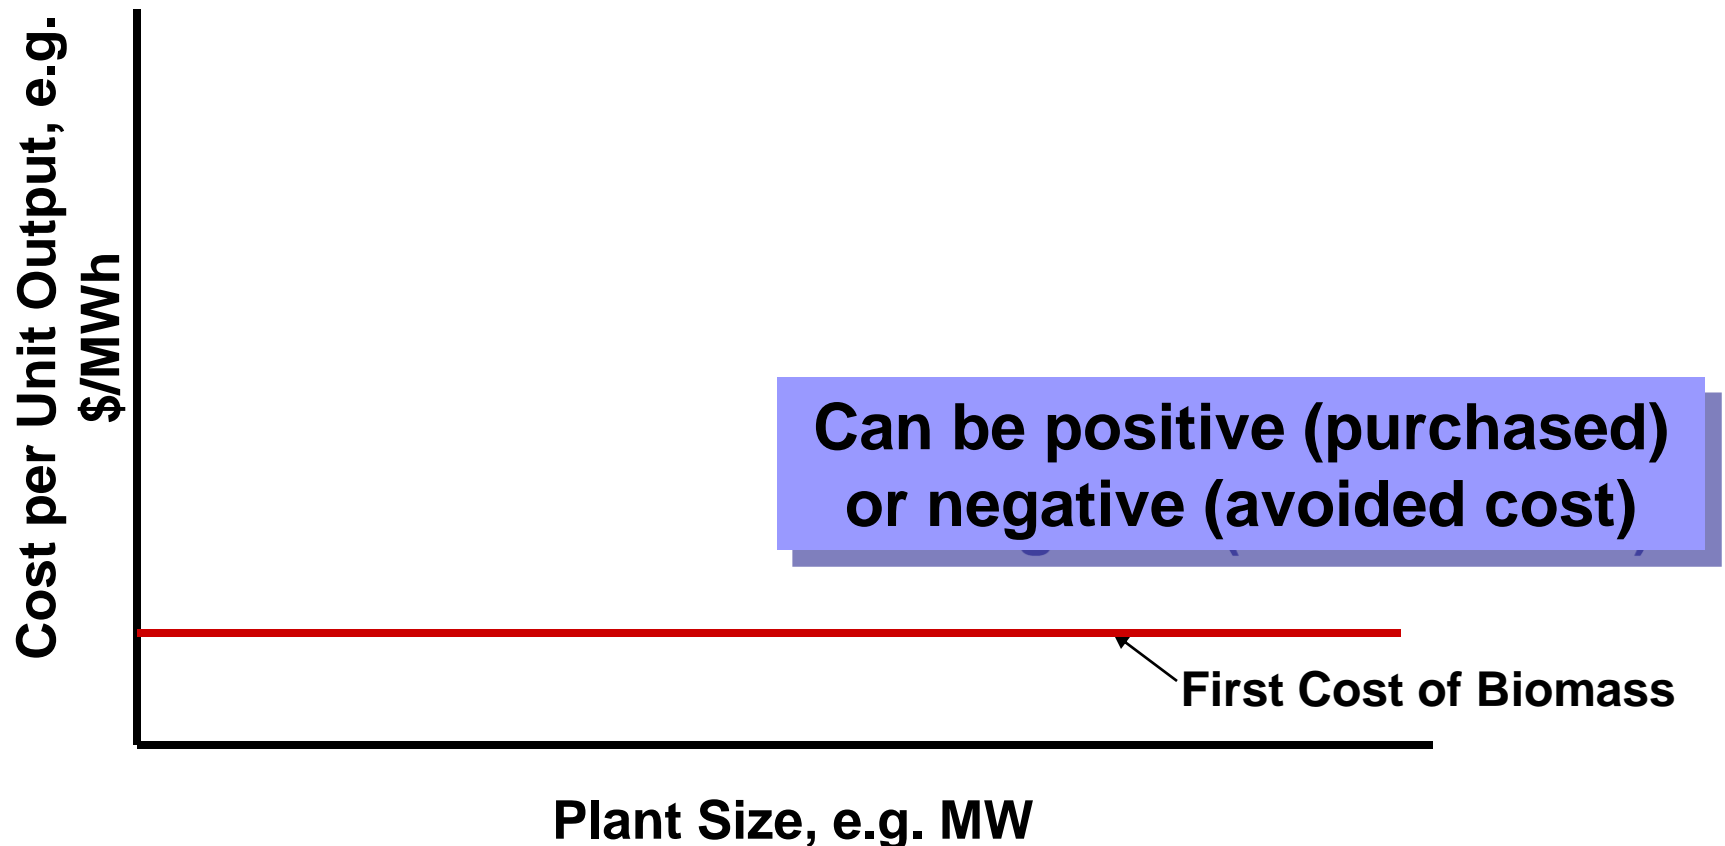 Cost per Unit Output, e.g.
$/MWh
Can be positive (purchased)
or negative (avoided cost)
First Cost of Biomass
Plant Size, e.g. MW